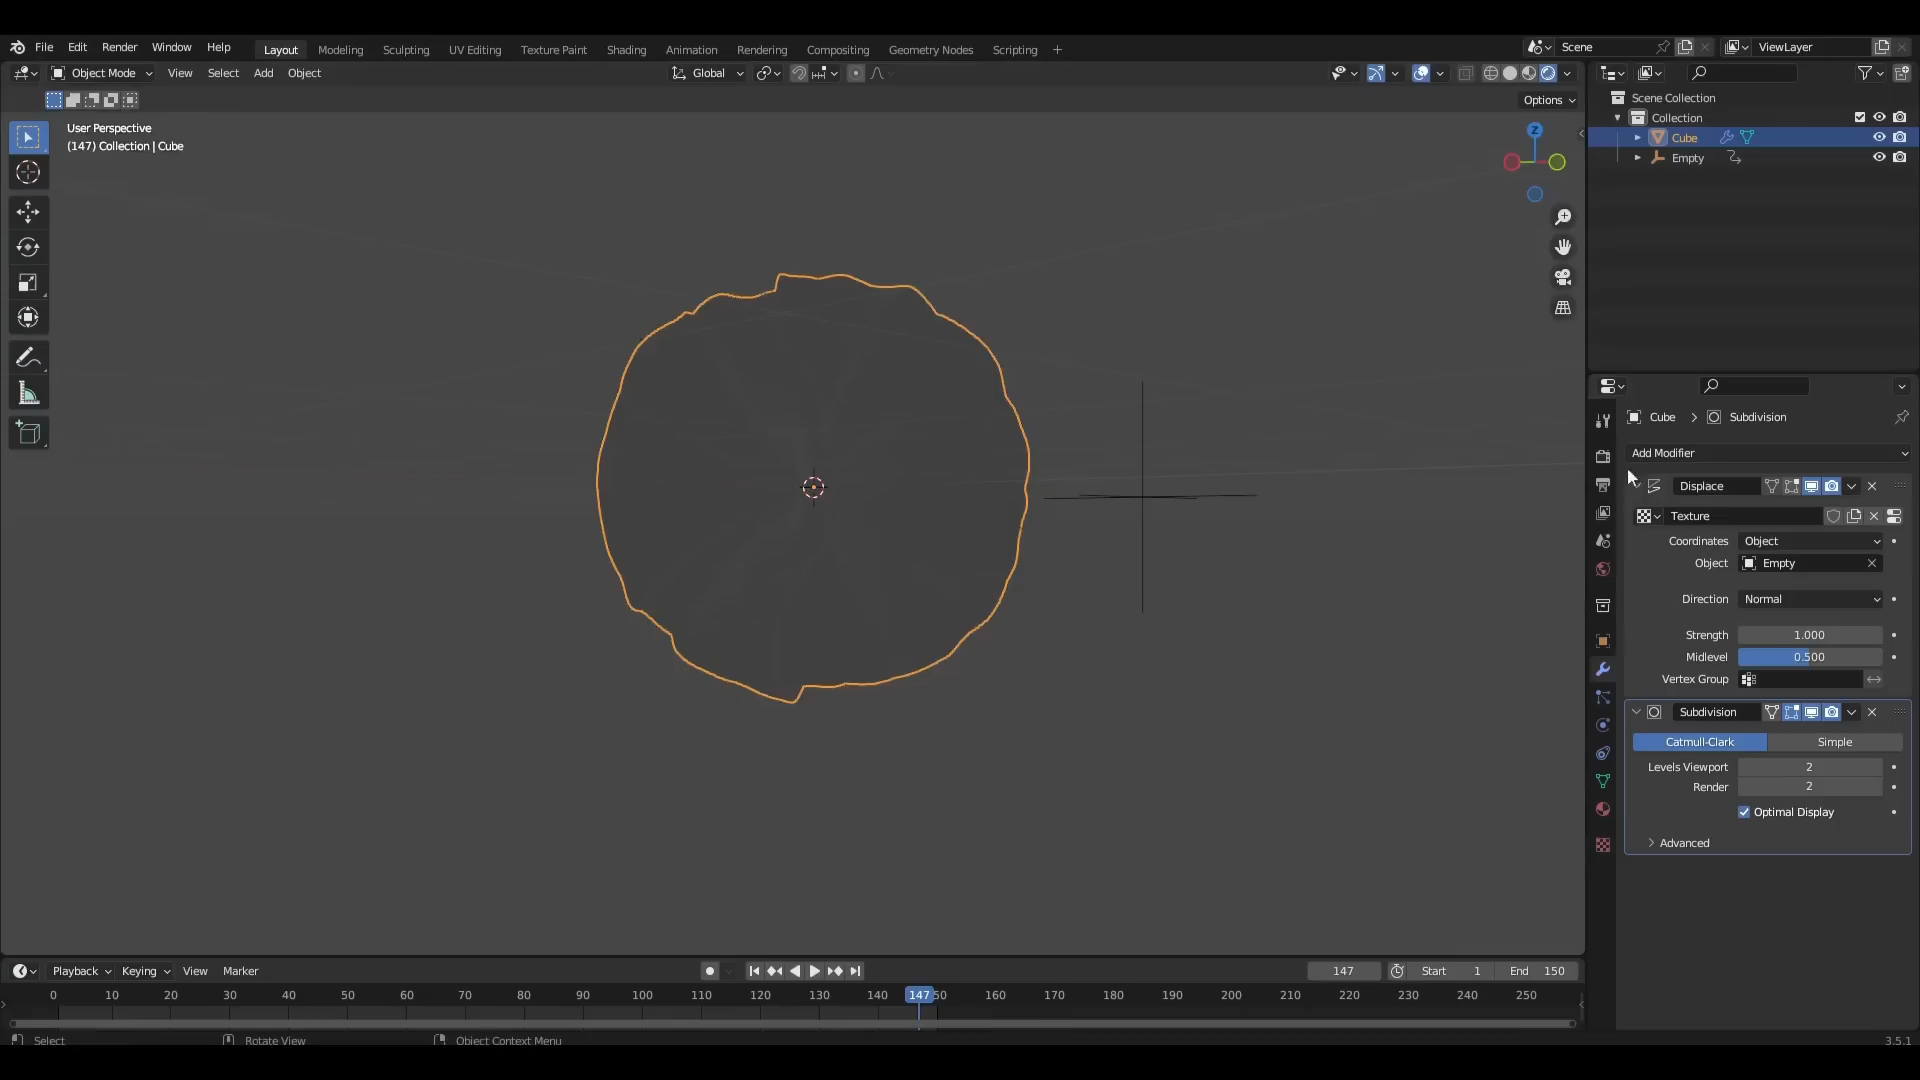 File Edit Render Window Help Layout Modeling Sculpting UV Editing Texture Paint Shading Animation Rendering Compositing Geometry Nodes Scripting + Scene ViewLayer
Object Mode View Select Add Object Global
Options
User Perspective
(147) Collection | Cube
Z
Scene Collection
Collection
Cube
Empty
Cube > Subdivision
Add Modifier
Displace
Texture
Coordinates Object
Object Empty
Direction Normal
Strength 1.000
Midlevel 0.500
Vertex Group
Subdivision
Catmull-Clark Simple
Levels Viewport 2
Render 2
Optimal Display
Advanced
Playback Keying View Marker 147 Start 1 End 150
0 10 20 30 40 50 60 70 80 90 100 110 120 130 140 147 50 160 170 180 190 200 210 220 230 240 250
Select Rotate View Object Context Menu 3.5.1